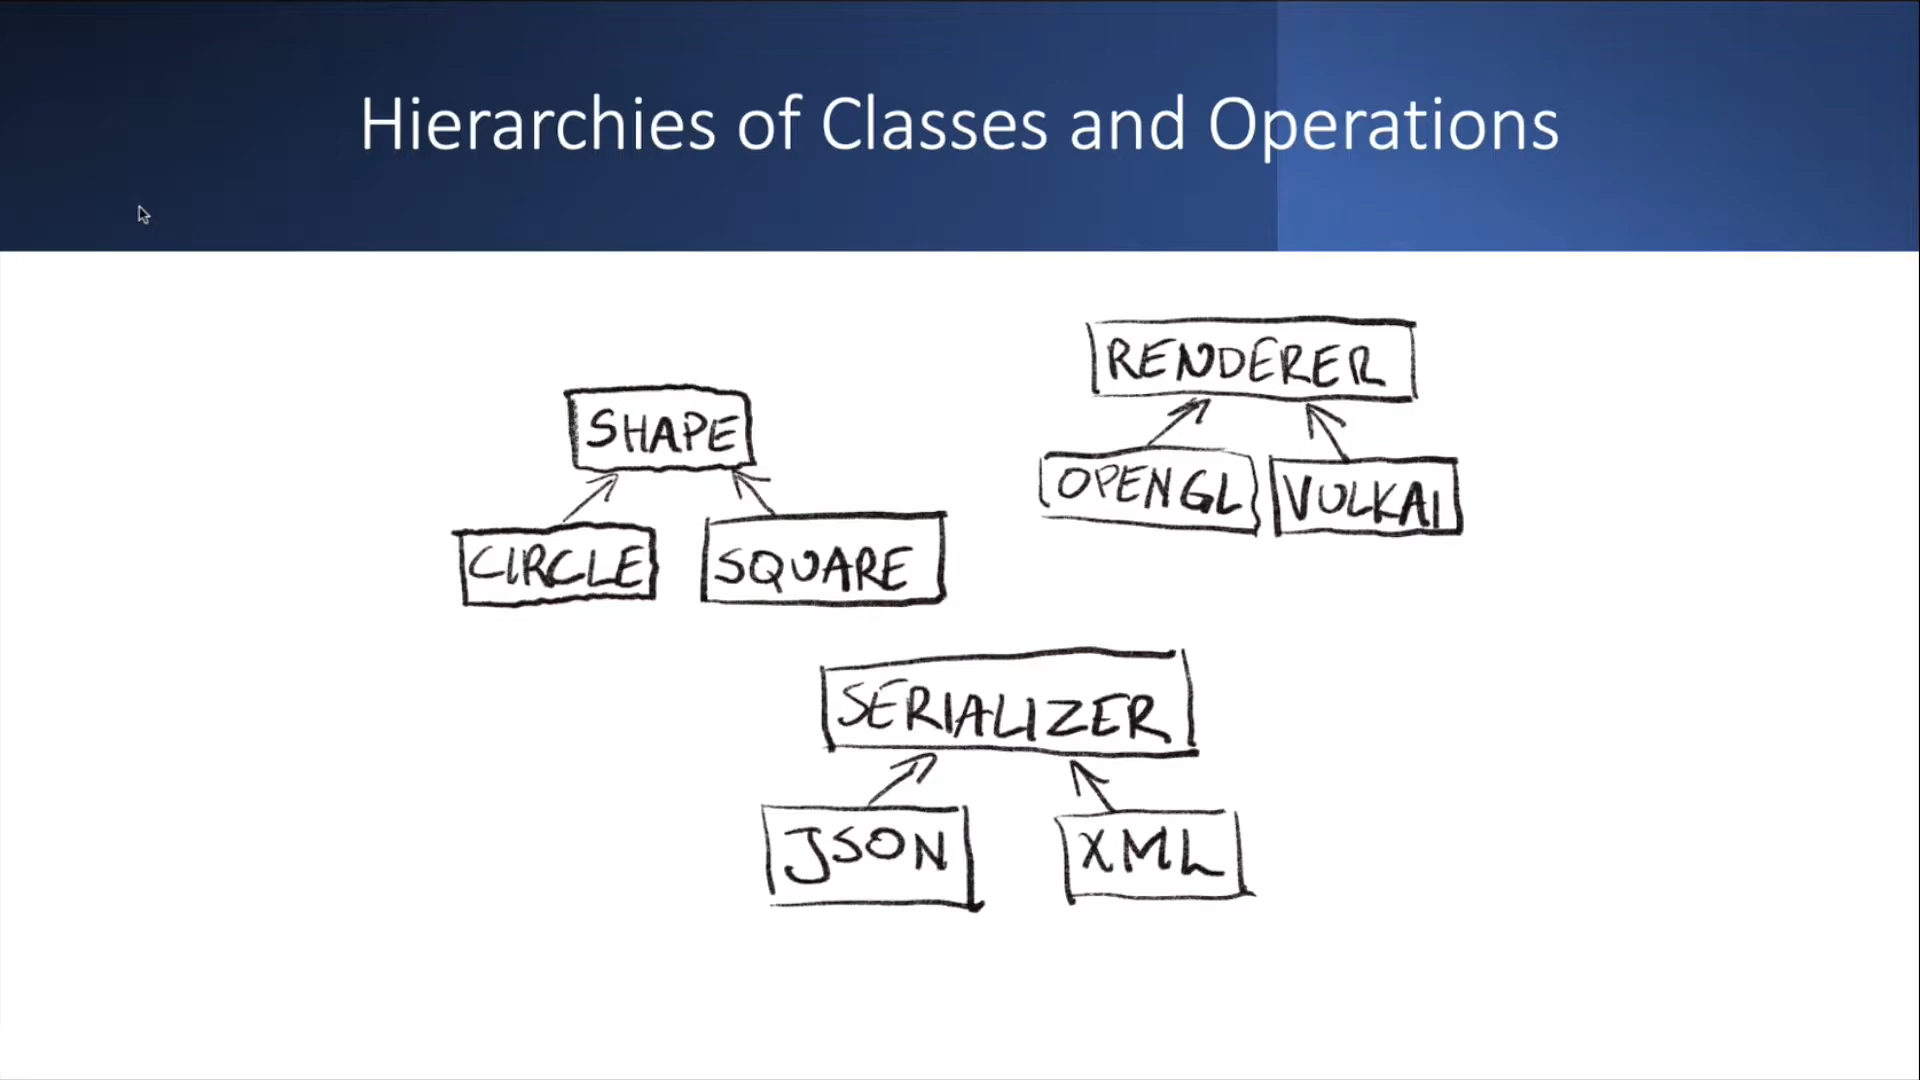 Hierarchies of Classes and Operations
RENDERER
OPENGL
VULKAN
SHAPE
CIRCLE
SQUARE
SERIALIZER
JSON
XML